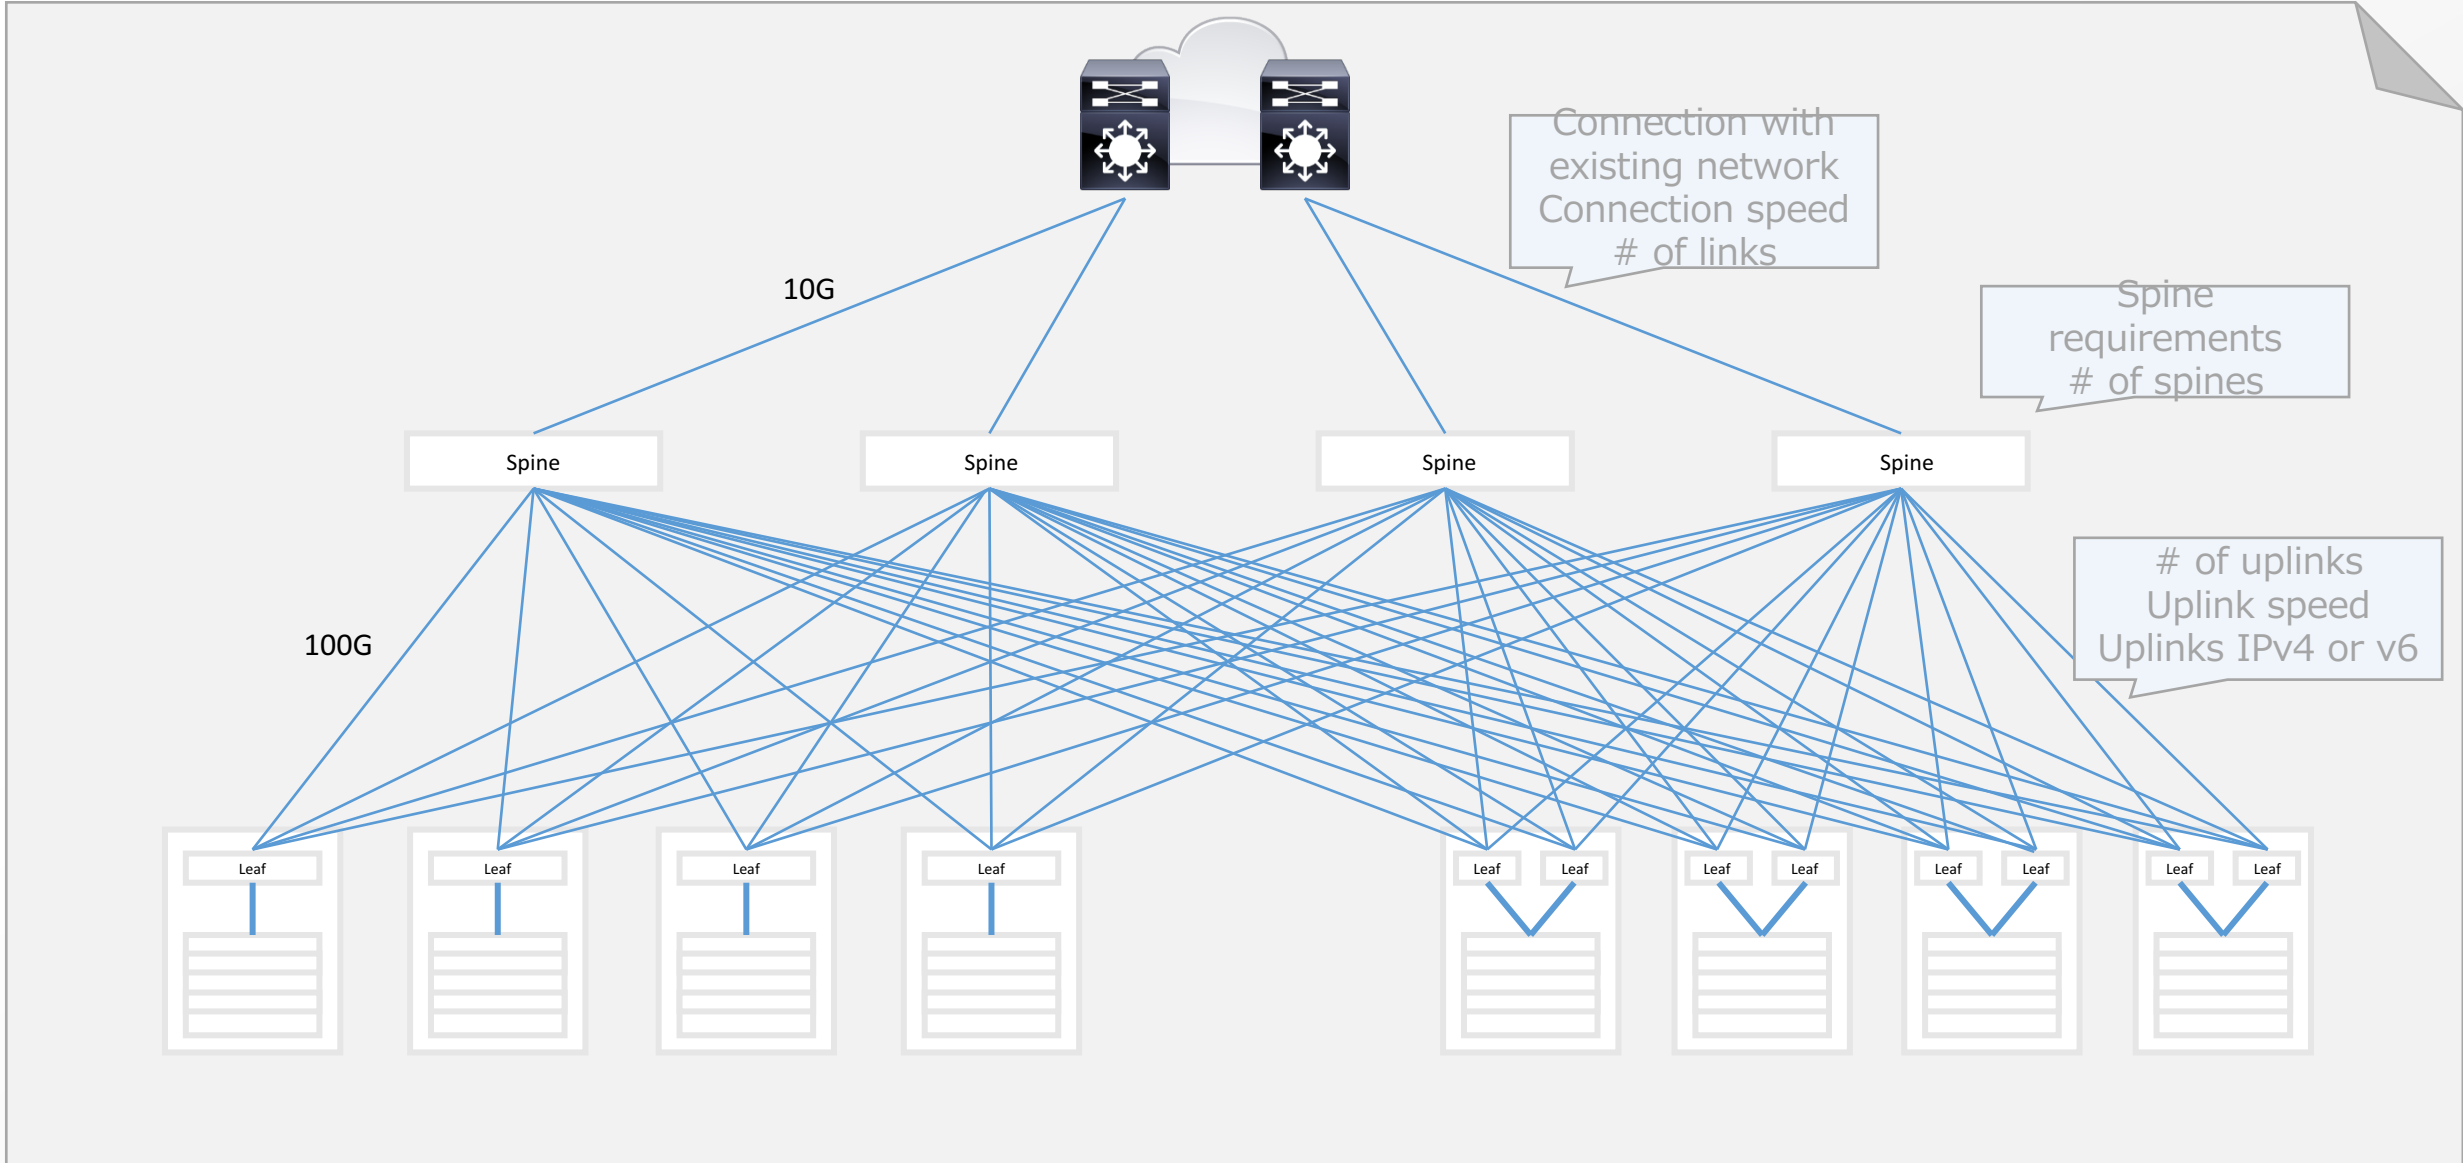 Connection with
existing network
Connection speed
# of links
10G
Spine
requirements
# of spines
Spine
Spine
Spine
Spine
# of uplinks
Uplink speed
Uplinks IPv4 or v6
100G
Leaf
Leaf
Leaf
Leaf
Leaf
Leaf
Leaf
Leaf
Leaf
Leaf
Leaf
Leaf